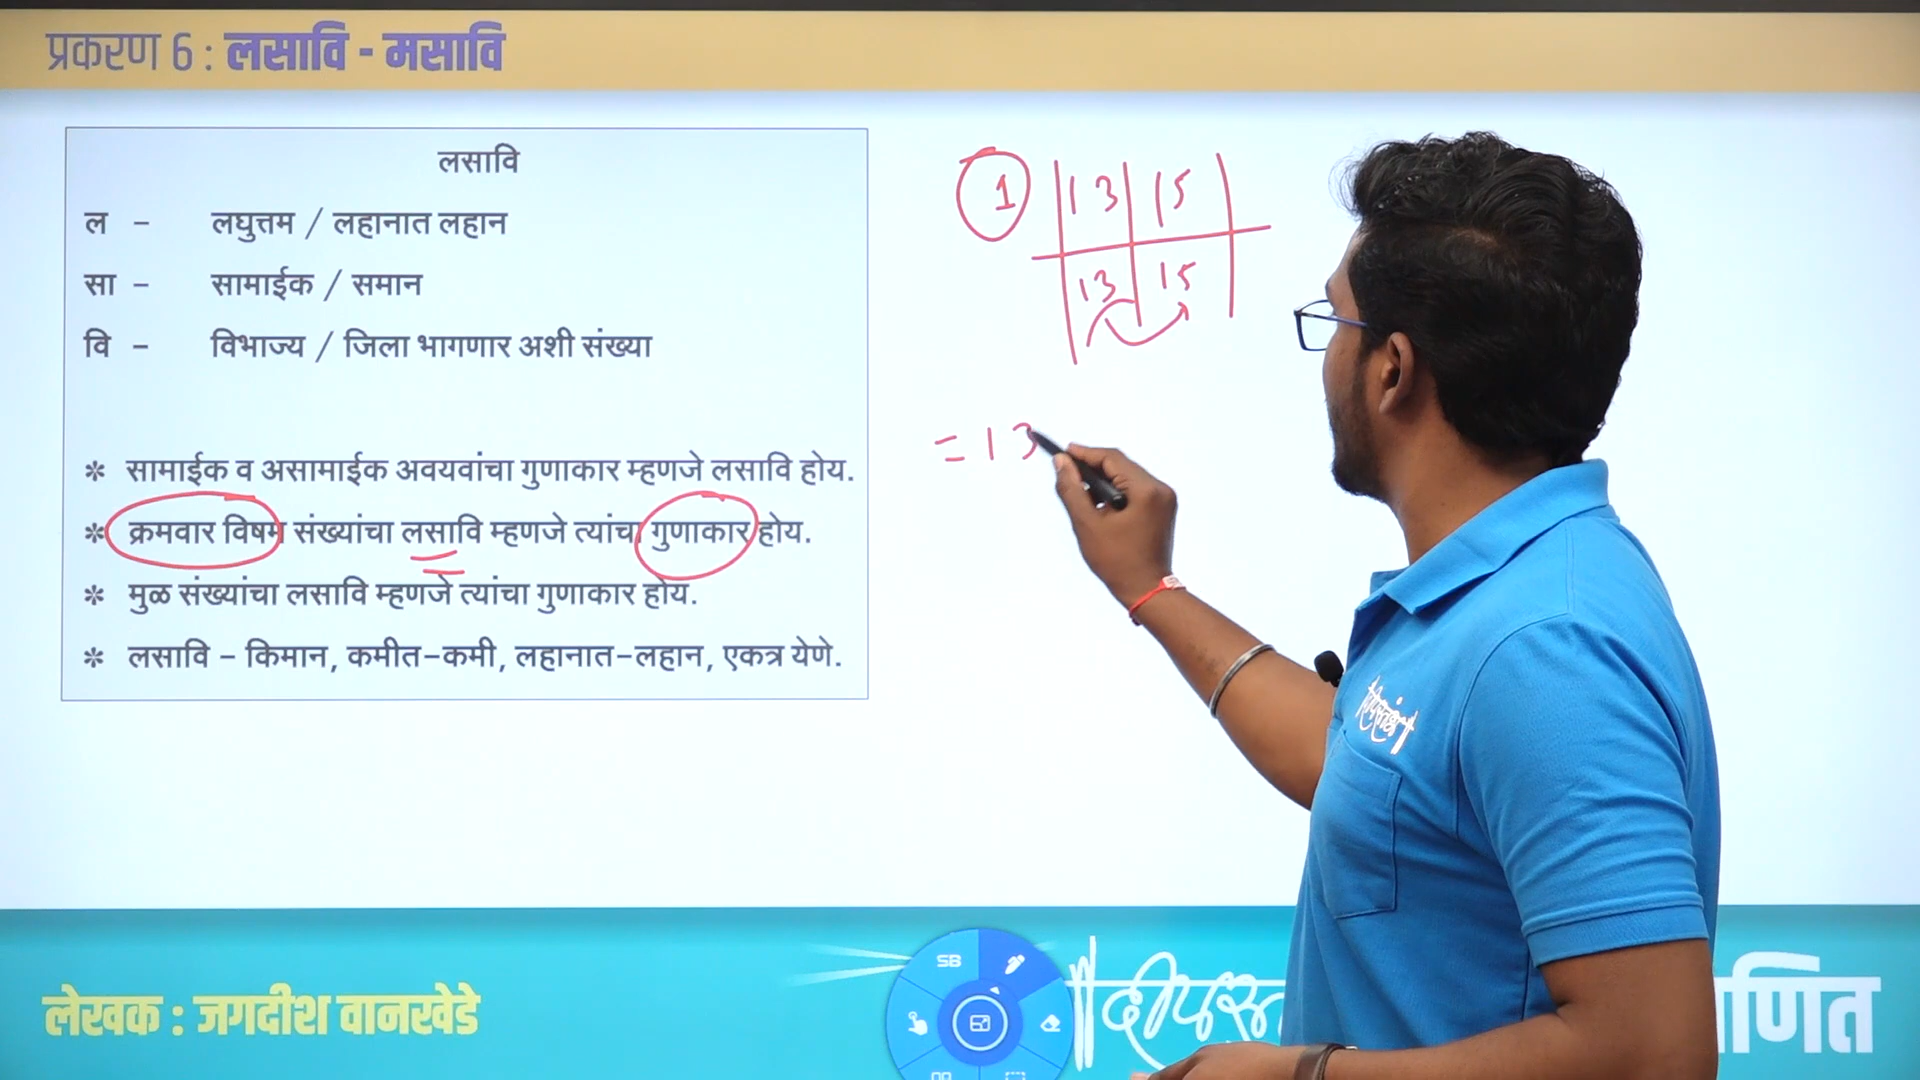 प्रकरण 6 : लसावि - मसावि
लसावि
ल - लघुत्तम / लहानात लहान
सा - सामाईक / समान
वि - विभाज्य / जिला भागणार अशी संख्या
* सामाईक व असामाईक अवयवांचा गुणाकार म्हणजे लसावि होय.
* क्रमवार विषम संख्यांचा लसावि म्हणजे त्यांचा गुणाकार होय.
* मुळ संख्यांचा लसावि म्हणजे त्यांचा गुणाकार होय.
* लसावि - किमान, कमीत-कमी, लहानात-लहान, एकत्र येणे.
1 13 15
13 15
= 13
SB
लेखक : जगदीश वानखेडे